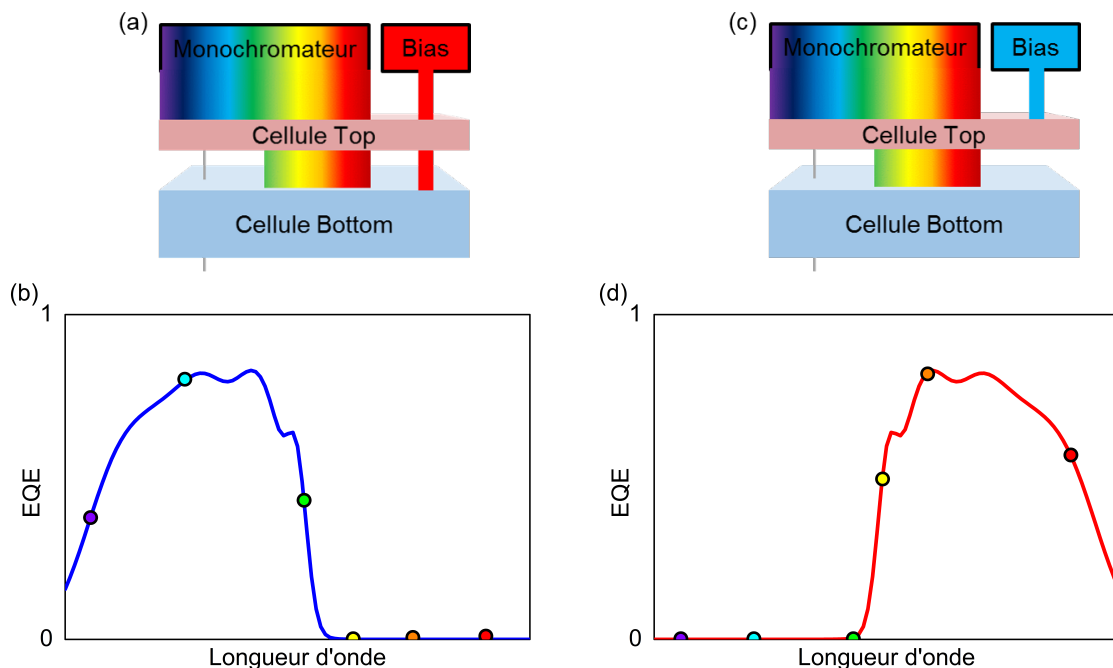 (a)
Monochromateur
Bias
Cellule Top
Cellule Bottom
(c)
Monochromateur
Bias
Cellule Top
Cellule Bottom
(b)
1
EQE
0
Longueur d'onde
(d)
1
EQE
0
Longueur d'onde